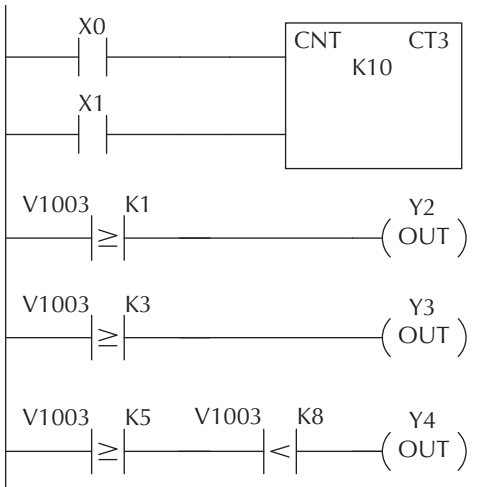 X0
CNT CT3
K10
X1
V1003 K1 Y2
≥ OUT
V1003 K3 Y3
≥ OUT
V1003 K5 V1003 K8 Y4
≥ < OUT